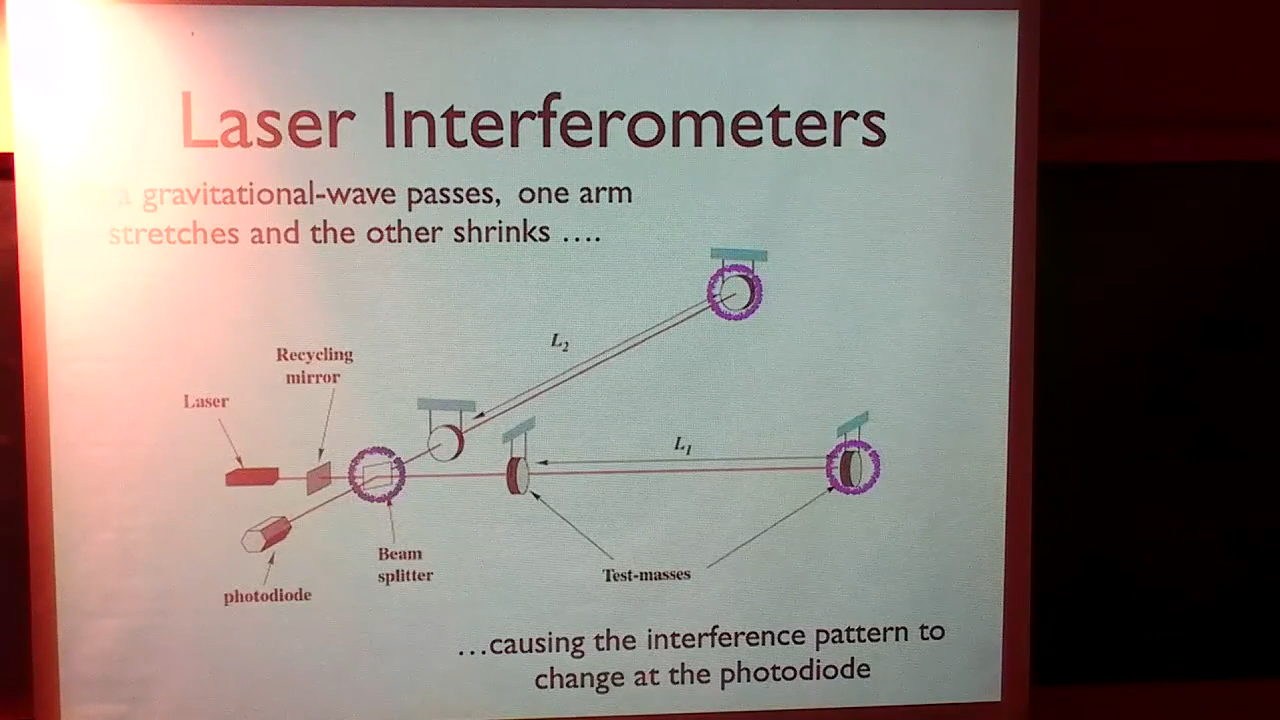 Laser Interferometers
a gravitational-wave passes, one arm
stretches and the other shrinks ....
L2
Recycling
mirror
Laser
L1
Beam
splitter
Test-masses
photodiode
...causing the interference pattern to
change at the photodiode